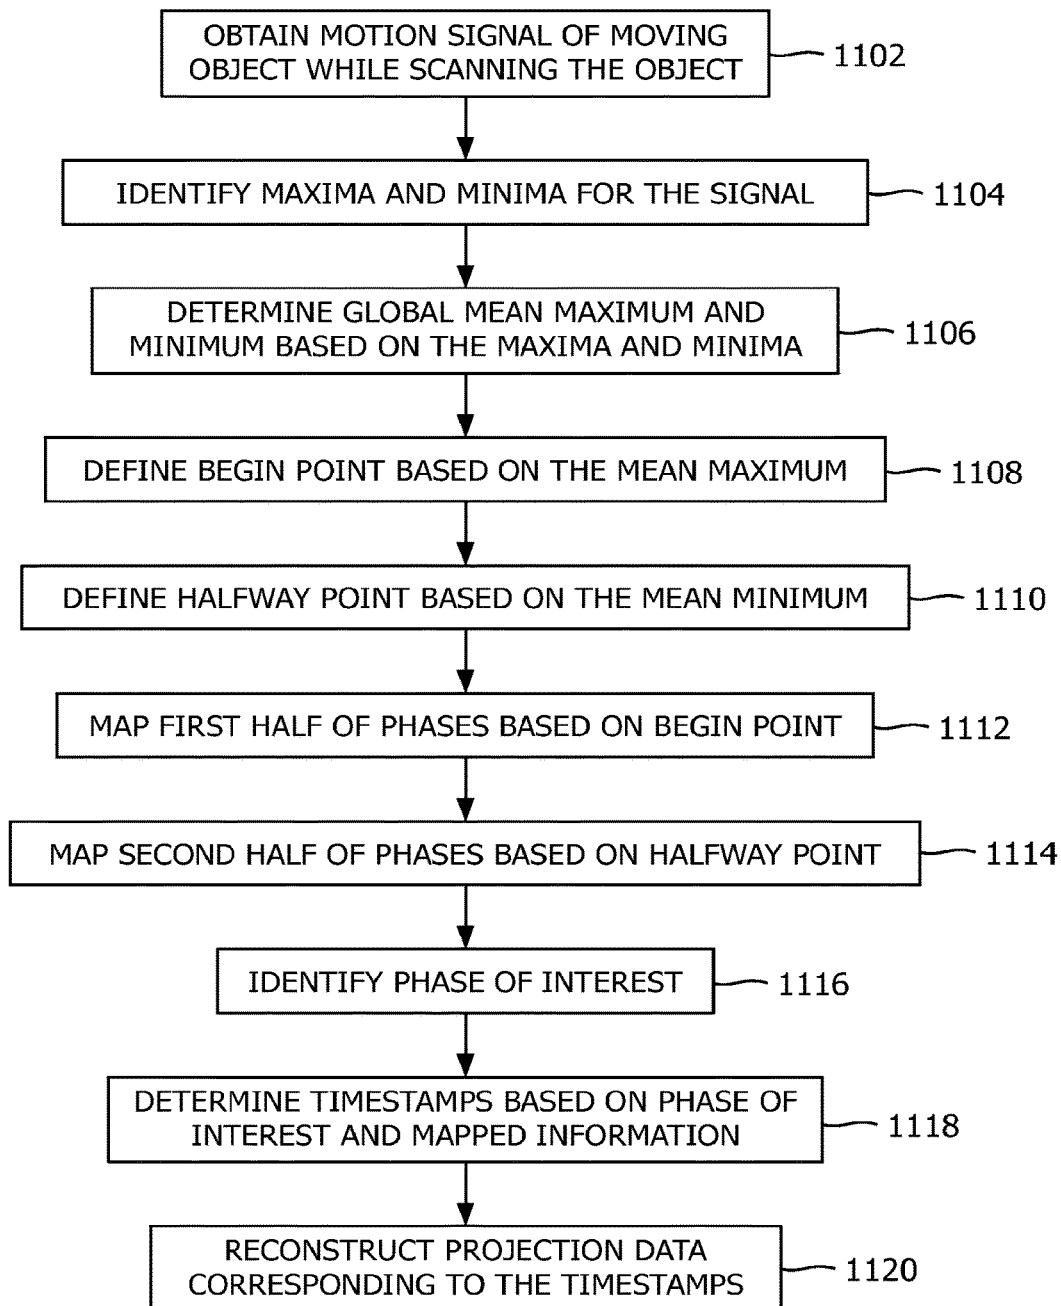 OBTAIN MOTION SIGNAL OF MOVING
OBJECT WHILE SCANNING THE OBJECT
1102
IDENTIFY MAXIMA AND MINIMA FOR THE SIGNAL
1104
DETERMINE GLOBAL MEAN MAXIMUM AND
MINIMUM BASED ON THE MAXIMA AND MINIMA
1106
DEFINE BEGIN POINT BASED ON THE MEAN MAXIMUM
1108
DEFINE HALFWAY POINT BASED ON THE MEAN MINIMUM
1110
MAP FIRST HALF OF PHASES BASED ON BEGIN POINT
1112
MAP SECOND HALF OF PHASES BASED ON HALFWAY POINT
1114
IDENTIFY PHASE OF INTEREST
1116
DETERMINE TIMESTAMPS BASED ON PHASE OF
INTEREST AND MAPPED INFORMATION
1118
RECONSTRUCT PROJECTION DATA
CORRESPONDING TO THE TIMESTAMPS
1120